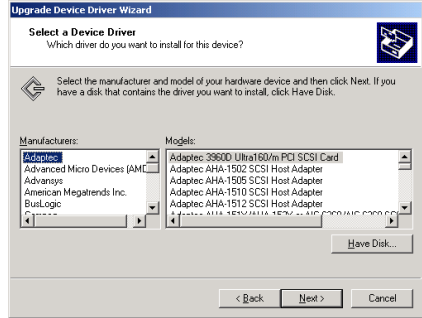 Upgrade Device Driver Wizard
Select a Device Driver
Which driver do you want to install for this device?
Select the manufacturer and model of your hardware device and then click Next. If you
have a disk that contains the driver you want to install, click Have Disk.
Manufacturers:
Adaptec
Advanced Micro Devices (AMD
Advansys
American Megatrends Inc.
BusLogic
Models:
Adaptec 3960D Ultra160/m PCI SCSI Card
Adaptec AHA-1502 SCSI Host Adapter
Adaptec AHA-1505 SCSI Host Adapter
Adaptec AHA-1510 SCSI Host Adapter
Adaptec AHA-1512 SCSI Host Adapter
Have Disk...
< Back
Next >
Cancel